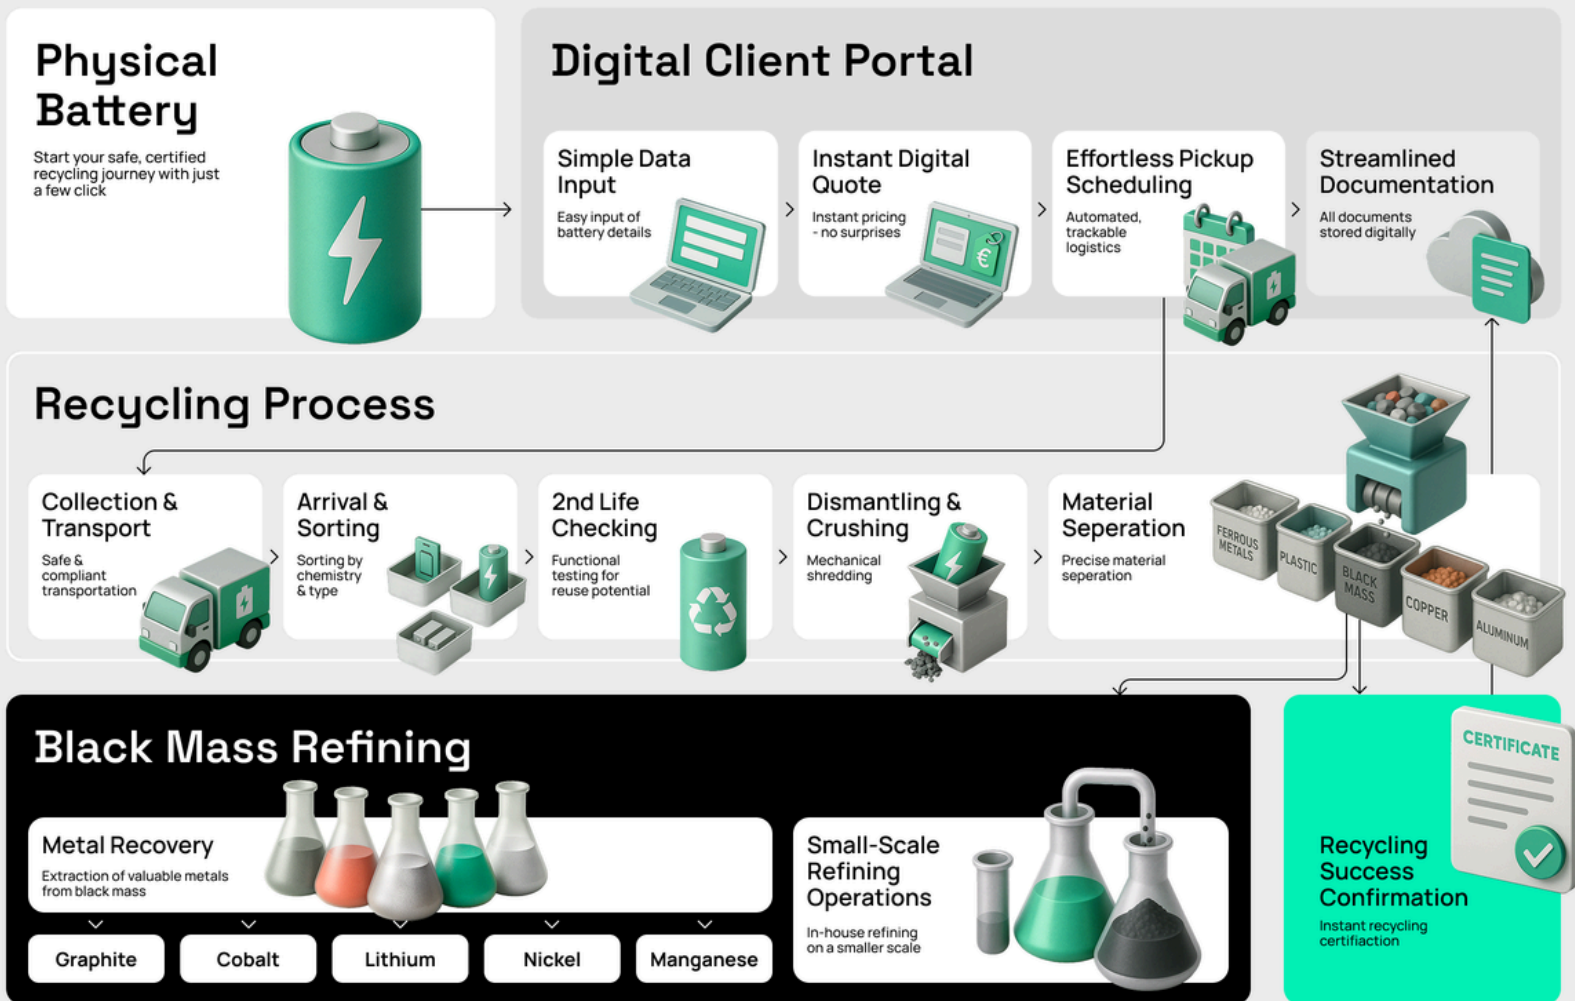 Physical
Battery
Start your safe, certified
recycling journey with just
a few click
Digital Client Portal
Simple Data
Input
Easy input of
battery details
Instant Digital
Quote
Instant pricing
- no surprises
€
Effortless Pickup
Scheduling
Automated,
trackable
logistics
Streamlined
Documentation
All documents
stored digitally
Recycling Process
Collection &
Transport
Safe &
compliant
transportation
Arrival &
Sorting
Sorting by
chemistry
& type
2nd Life
Checking
Functional
testing for
reuse potential
Dismantling &
Crushing
Mechanical
shredding
Material
Seperation
Precise material
seperation
FERROUS
METALS
PLASTIC
BLACK
MASS
COPPER
ALUMINUM
Black Mass Refining
Metal Recovery
Extraction of valuable metals
from black mass
Graphite
Cobalt
Lithium
Nickel
Manganese
Small-Scale
Refining
Operations
In-house refining
on a smaller scale
CERTIFICATE
Recycling
Success
Confirmation
Instant recycling
certifiaction